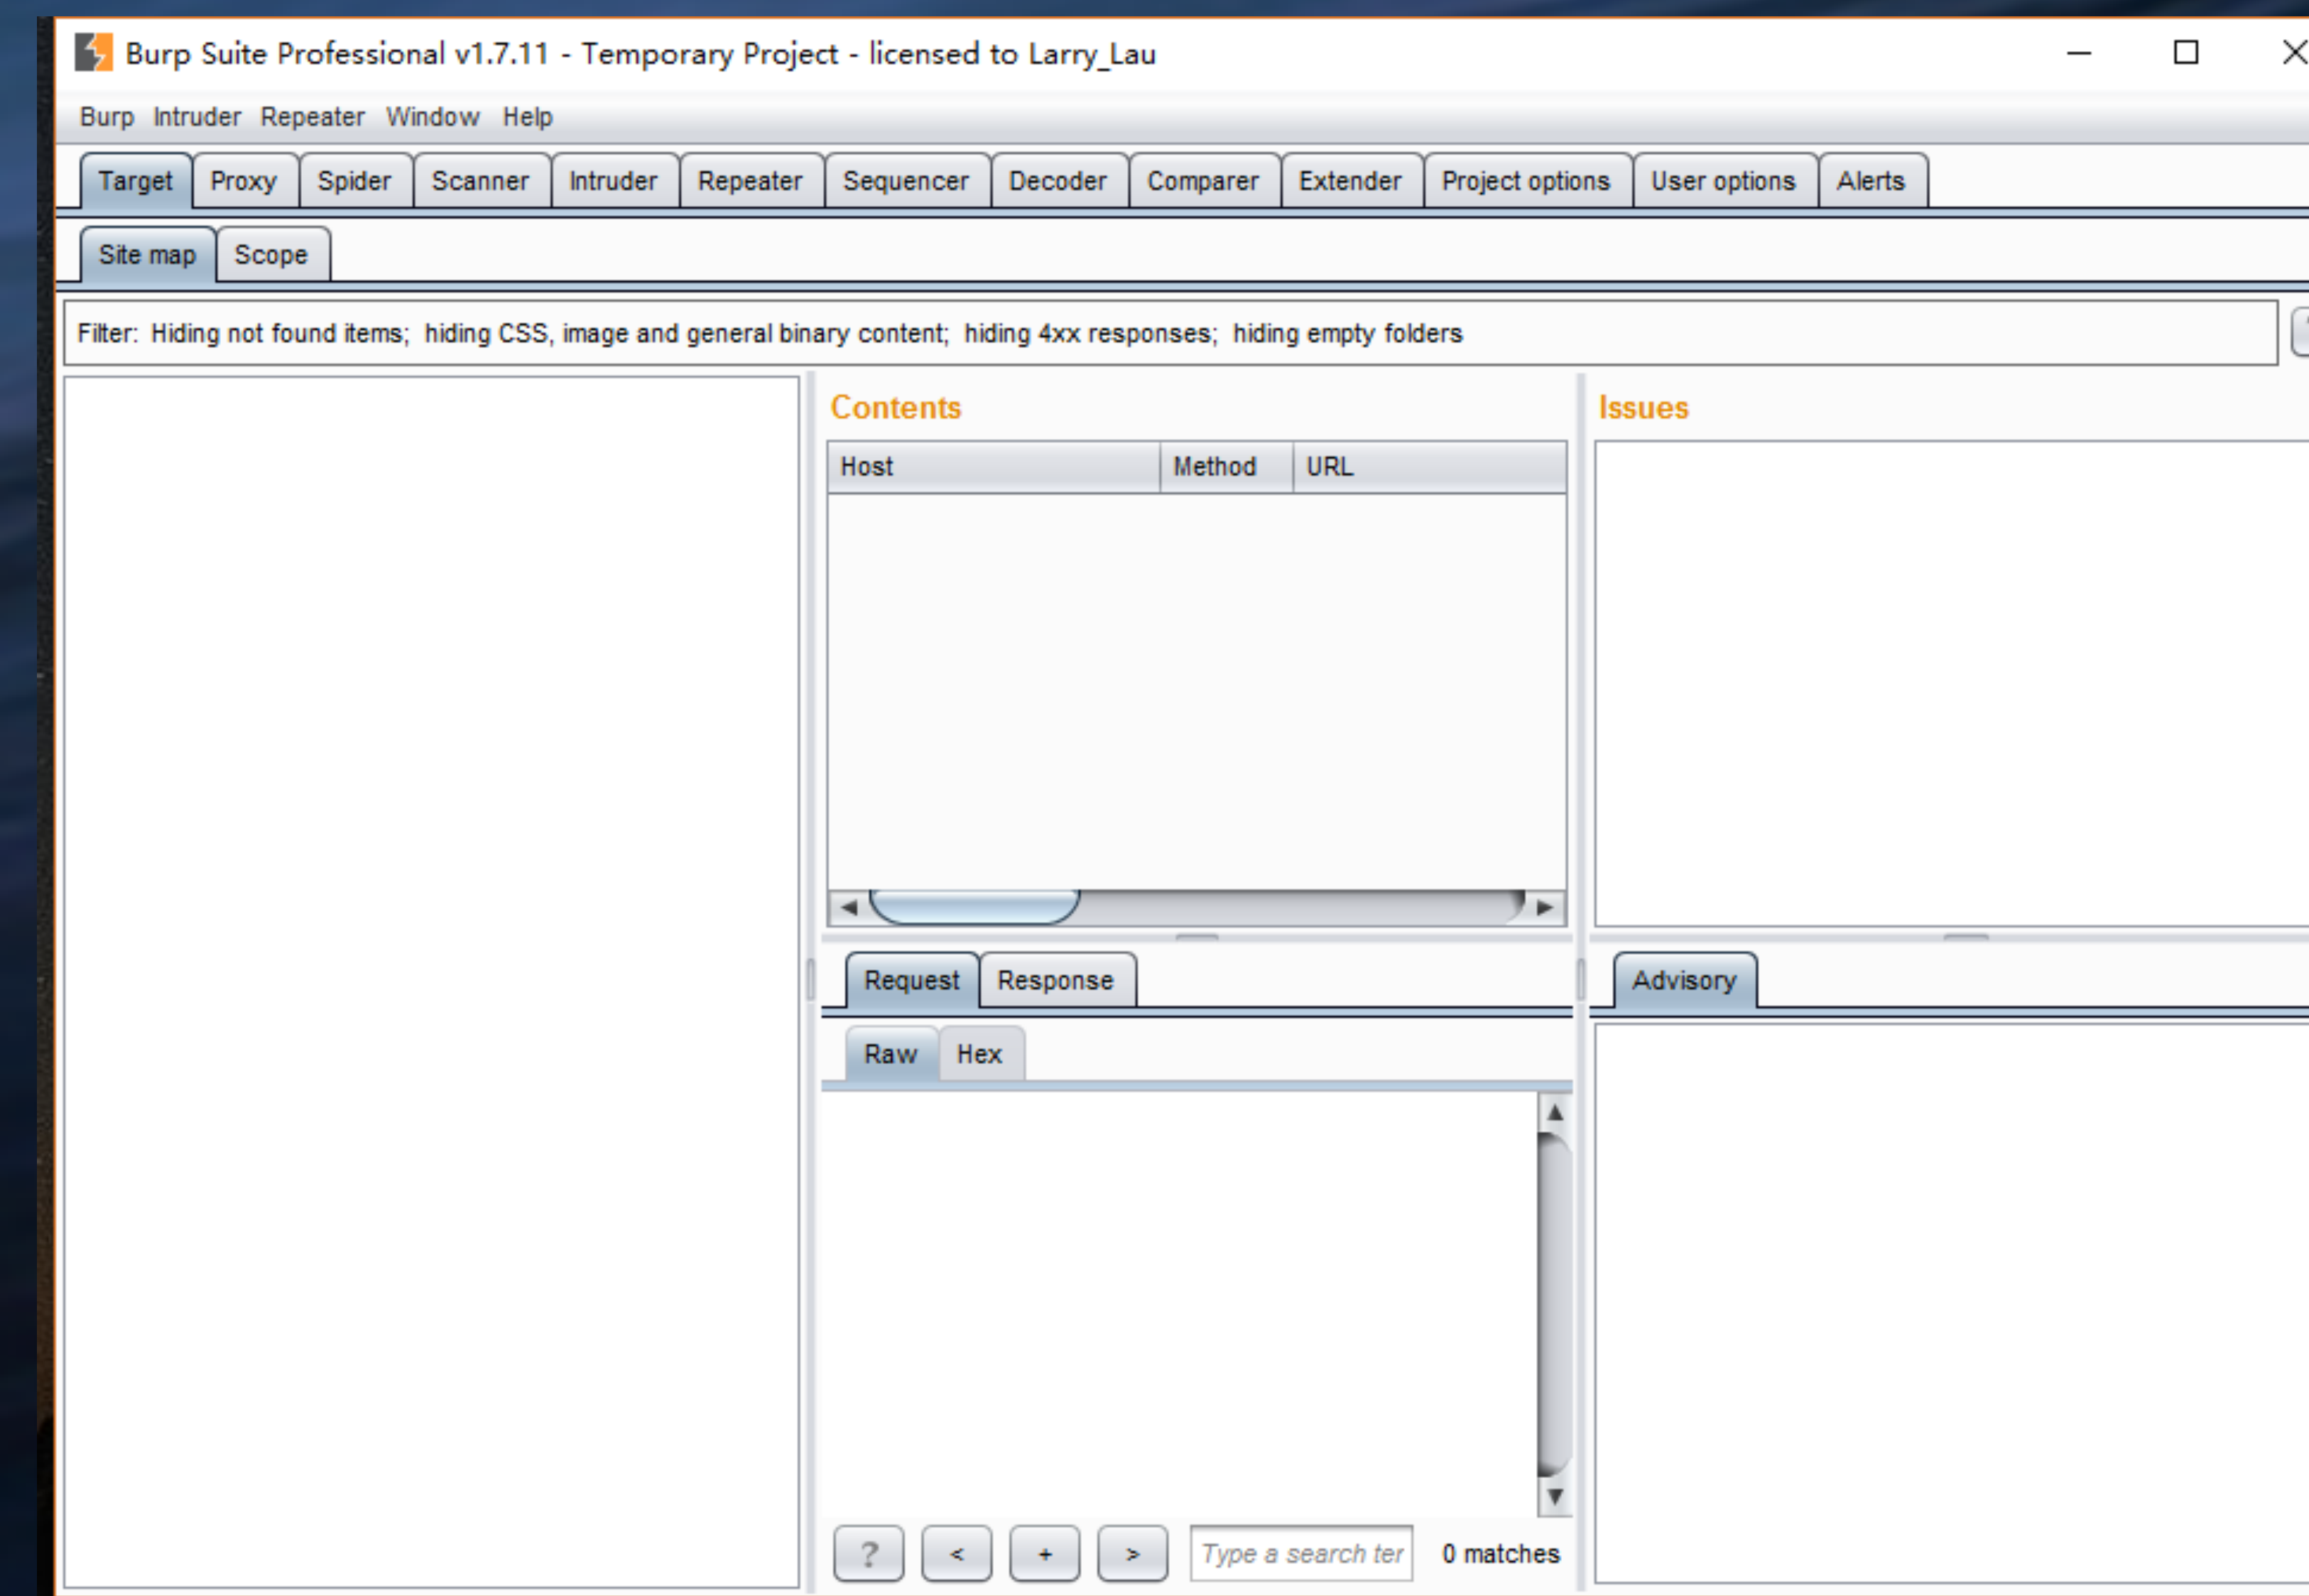 Burp Suite Professional v1.7.11 - Temporary Project - licensed to Larry_Lau
Burp Intruder Repeater Window Help
Target Proxy Spider Scanner Intruder Repeater Sequencer Decoder Comparer Extender Project options User options Alerts
Site map Scope
Filter: Hiding not found items; hiding CSS, image and general binary content; hiding 4xx responses; hiding empty folders
Contents
Host Method URL
Request Response
Raw Hex
? < + > Type a search ter 0 matches
Issues
Advisory